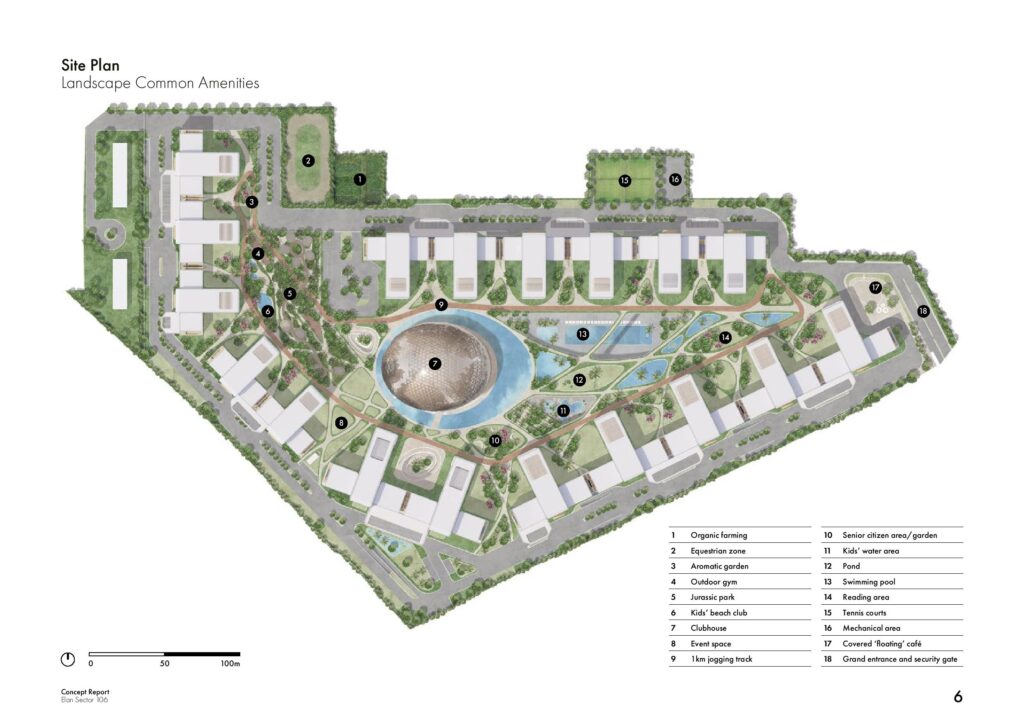 Site Plan
Landscape Common Amenities
2
1
15
16
3
4
5
6
9
17
18
13
14
7
12
11
8
10
1 Organic farming
2 Equestrian zone
3 Aromatic garden
4 Outdoor gym
5 Jurassic park
6 Kids' beach club
7 Clubhouse
8 Event space
9 1km jogging track
10 Senior citizen area/garden
11 Kids' water area
12 Pond
13 Swimming pool
14 Reading area
15 Tennis courts
16 Mechanical area
17 Covered 'floating' café
18 Grand entrance and security gate
0 50 100m
Concept Report
Elan Sector 106
6